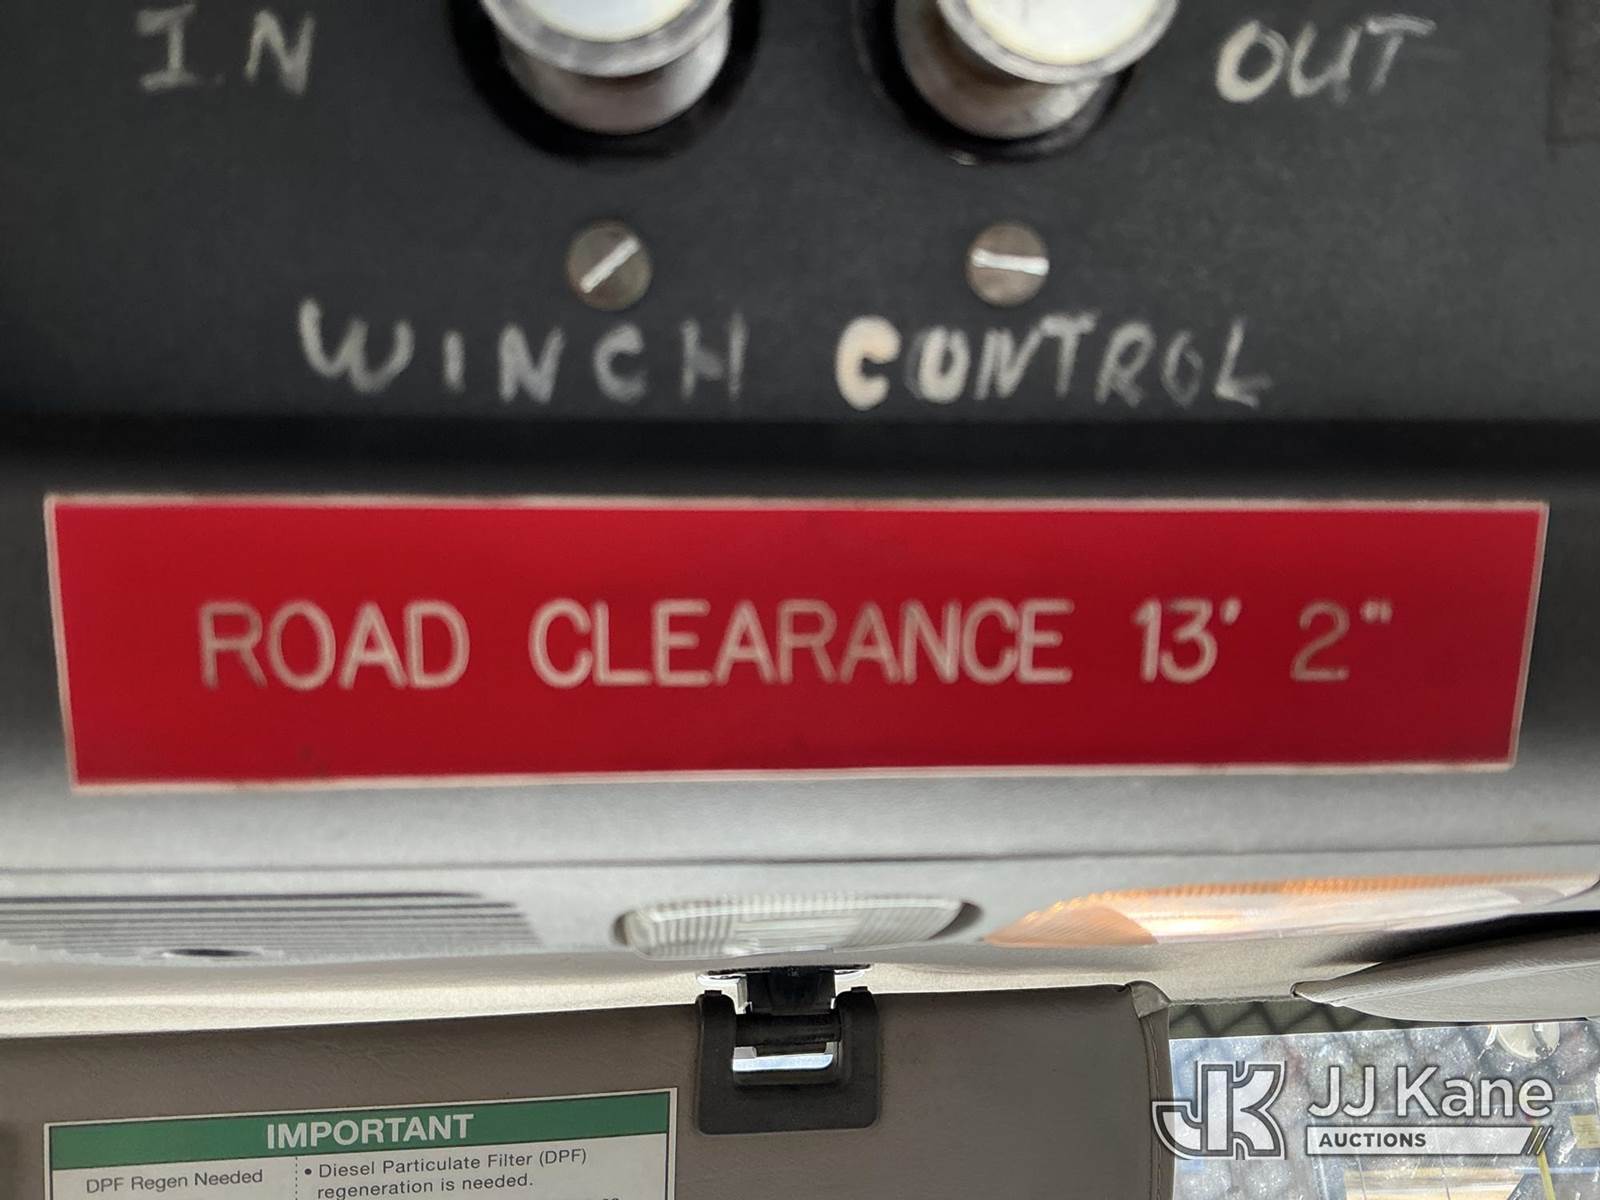 IN OUT
WINCH CONTROL
ROAD CLEARANCE 13' 2"
IMPORTANT
DPF Regen Needed
• Diesel Particulate Filter (DPF)
regeneration is needed.
JJ Kane
AUCTIONS